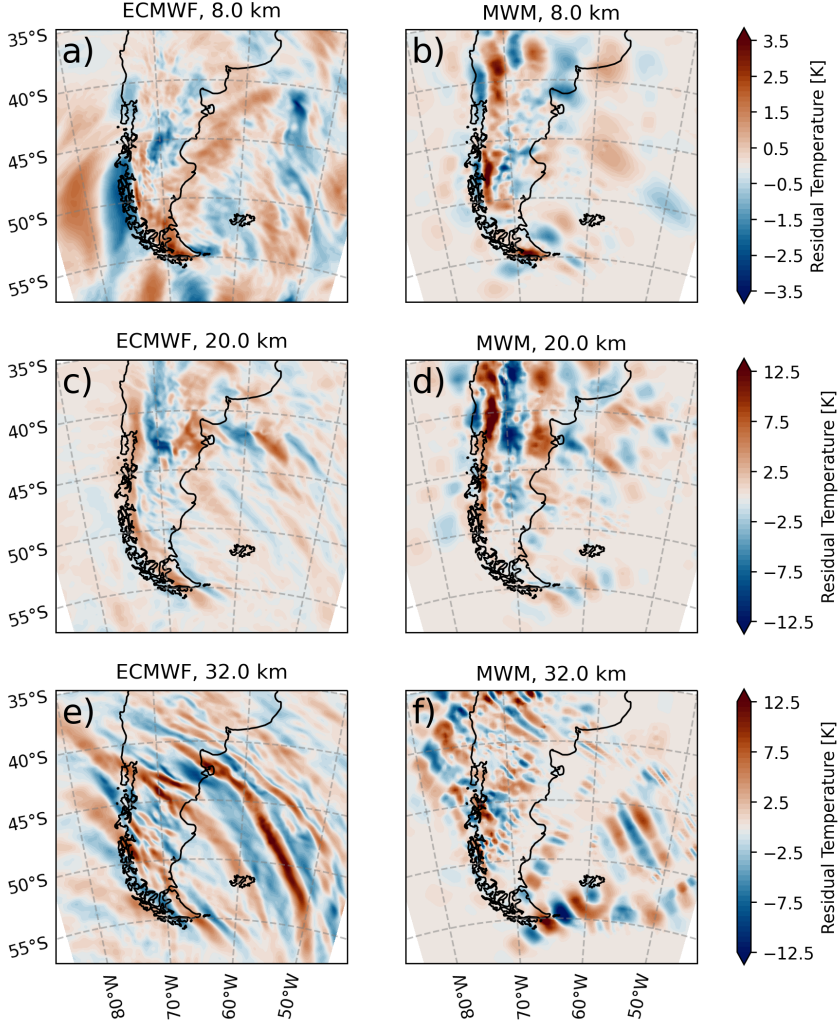 ECMWF, 8.0 km
MWM, 8.0 km
a)
b)
35°S
40°S
45°S
50°S
55°S
3.5
2.5
1.5
0.5
−0.5
−1.5
−2.5
−3.5
Residual Temperature [K]
ECMWF, 20.0 km
MWM, 20.0 km
c)
d)
35°S
40°S
45°S
50°S
55°S
12.5
7.5
2.5
−2.5
−7.5
−12.5
Residual Temperature [K]
ECMWF, 32.0 km
MWM, 32.0 km
e)
f)
35°S
40°S
45°S
50°S
55°S
12.5
7.5
2.5
−2.5
−7.5
−12.5
Residual Temperature [K]
80°W
70°W
60°W
50°W
80°W
70°W
60°W
50°W